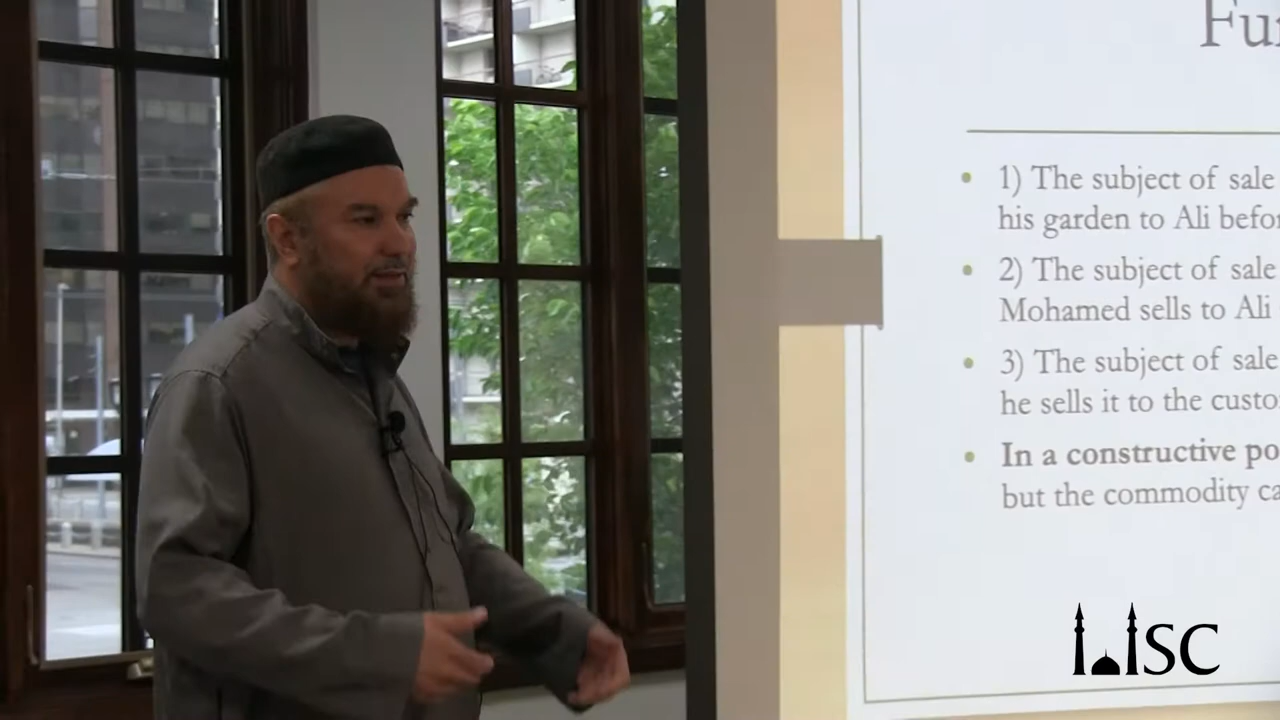 Fu
1) The subject of sale
his garden to Ali befor
2) The subject of sale
Mohamed sells to Ali
3) The subject of sale
he sells it to the custo
In a constructive po
but the commodity ca
ISC